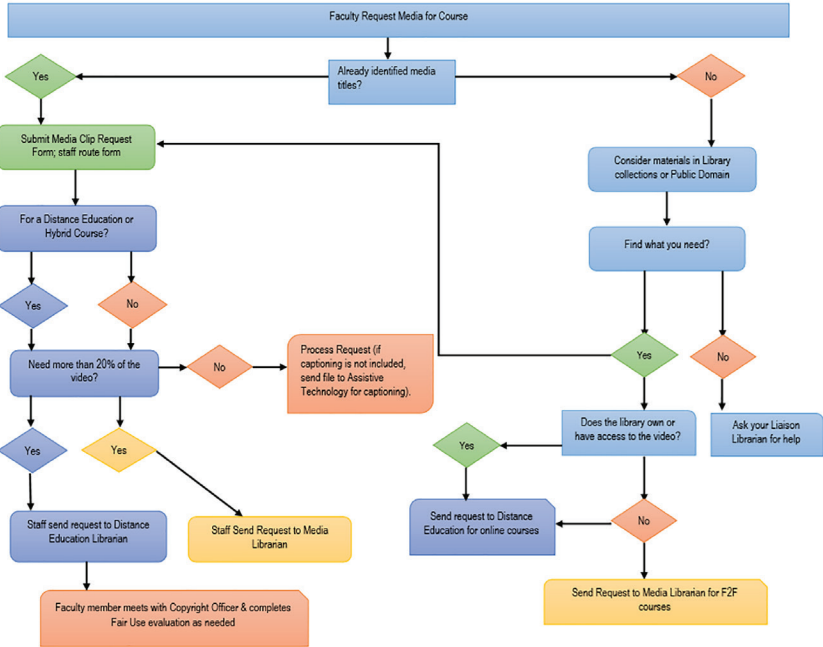 Faculty Request Media for Course
Already identified media
titles?
Yes
No
Submit Media Clip Request
Form; staff route form
Consider materials in Library
collections or Public Domain
For a Distance Education or
Hybrid Course?
Find what you need?
Yes
No
Need more than 20% of the
video?
No
Process Request (if
captioning is not included,
send file to Assistive
Technology for captioning).
Yes
No
Does the library own or
have access to the video?
Ask your Liaison
Librarian for help
Yes
Yes
Yes
Staff send request to Distance
Education Librarian
Staff Send Request to Media
Librarian
Send request to Distance
Education for online courses
No
Faculty member meets with Copyright Officer & completes
Fair Use evaluation as needed
Send Request to Media Librarian for F2F
courses